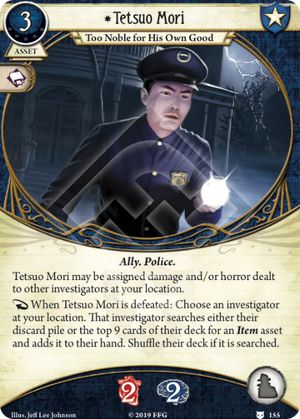 3
Tetsuo Mori
ASSET
Too Noble for His Own Good
Ally. Police.
Tetsuo Mori may be assigned damage and/or horror dealt
to other investigators at your location.
When Tetsuo Mori is defeated: Choose an investigator
at your location. That investigator searches either their
discard pile or the top 9 cards of their deck for an Item asset
and adds it to their hand. Shuffle their deck if it is searched.
2
2
Illus. Jeff Lee Johnson
© 2019 FFG
155